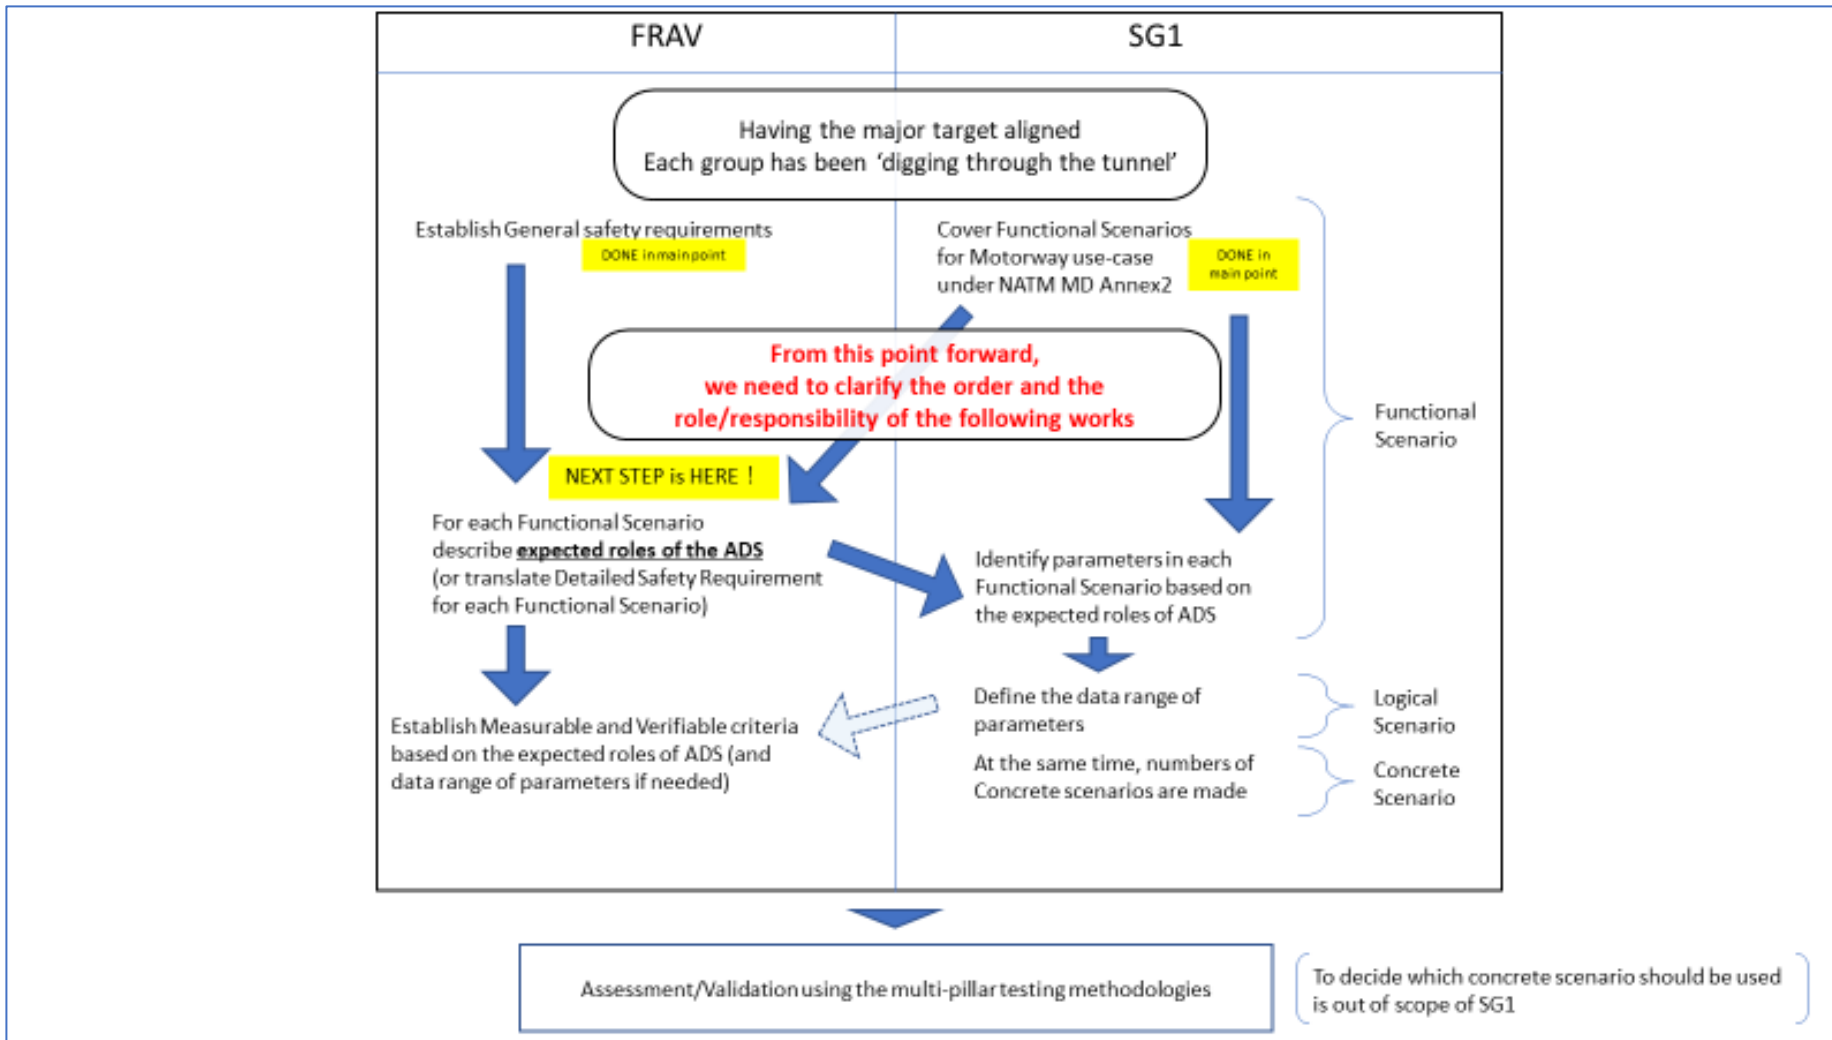 FRAV
SG1
Having the major target aligned
Each group has been ‘digging through the tunnel’
Establish General safety requirements
DONE in main point
Cover Functional Scenarios
for Motorway use-case
under NATM MD Annex2
DONE in
main point
From this point forward,
we need to clarify the order and the
role/responsibility of the following works
Functional
Scenario
NEXT STEP is HERE !
For each Functional Scenario
describe expected roles of the ADS
(or translate Detailed Safety Requirement
for each Functional Scenario)
Identify parameters in each
Functional Scenario based on
the expected roles of ADS
Define the data range of
parameters
Logical
Scenario
Establish Measurable and Verifiable criteria
based on the expected roles of ADS (and
data range of parameters if needed)
At the same time, numbers of
Concrete scenarios are made
Concrete
Scenario
Assessment/Validation using the multi-pillar testing methodologies
To decide which concrete scenario should be used
is out of scope of SG1